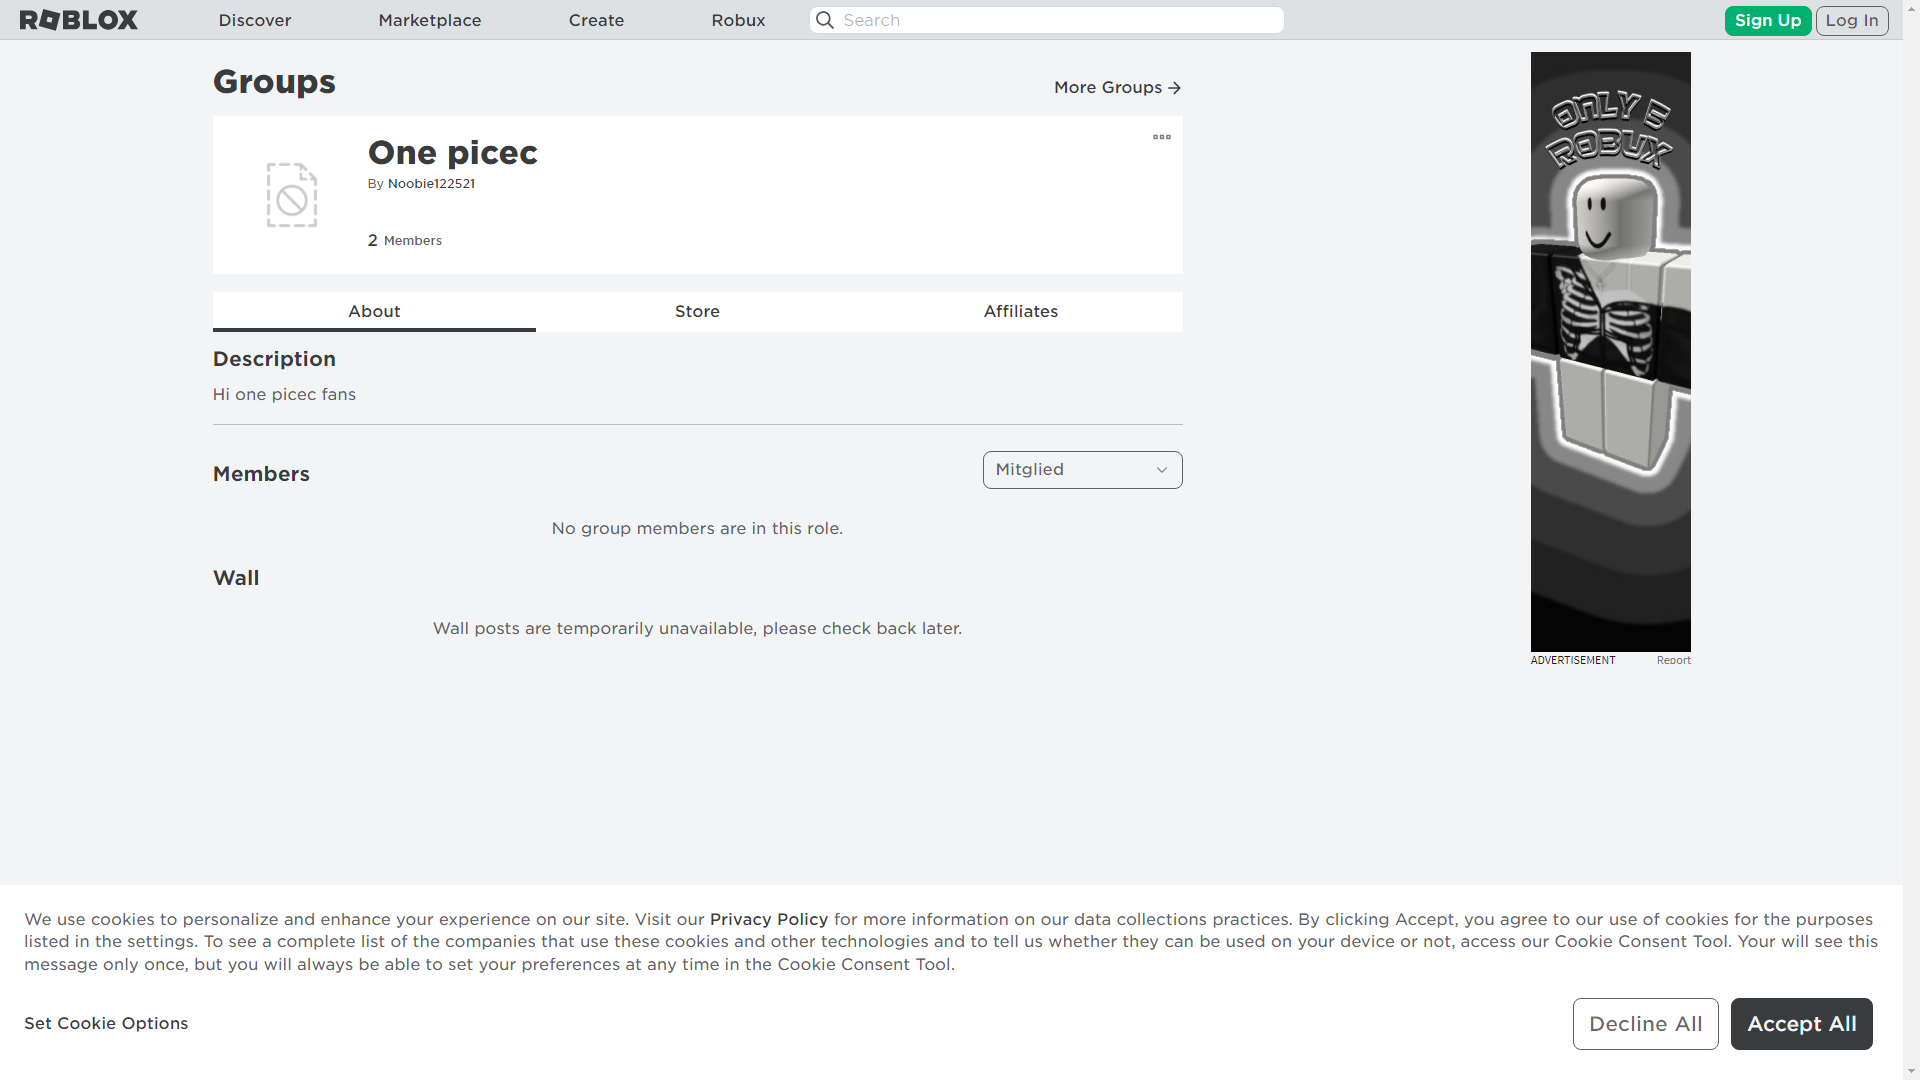 ROBLOX Discover Marketplace Create Robux Search Sign Up Log In
Groups
More Groups
One picec
By Noobie122521
2 Members
About Store Affiliates
Description
Hi one picec fans
Members
Mitglied
No group members are in this role.
Wall
Wall posts are temporarily unavailable, please check back later.
ONLY 5
ROBUX
ADVERTISEMENT Report
We use cookies to personalize and enhance your experience on our site. Visit our Privacy Policy for more information on our data collections practices. By clicking Accept, you agree to our use of cookies for the purposes
listed in the settings. To see a complete list of the companies that use these cookies and other technologies and to tell us whether they can be used on your device or not, access our Cookie Consent Tool. Your will see this
message only once, but you will always be able to set your preferences at any time in the Cookie Consent Tool.
Set Cookie Options
Decline All
Accept All